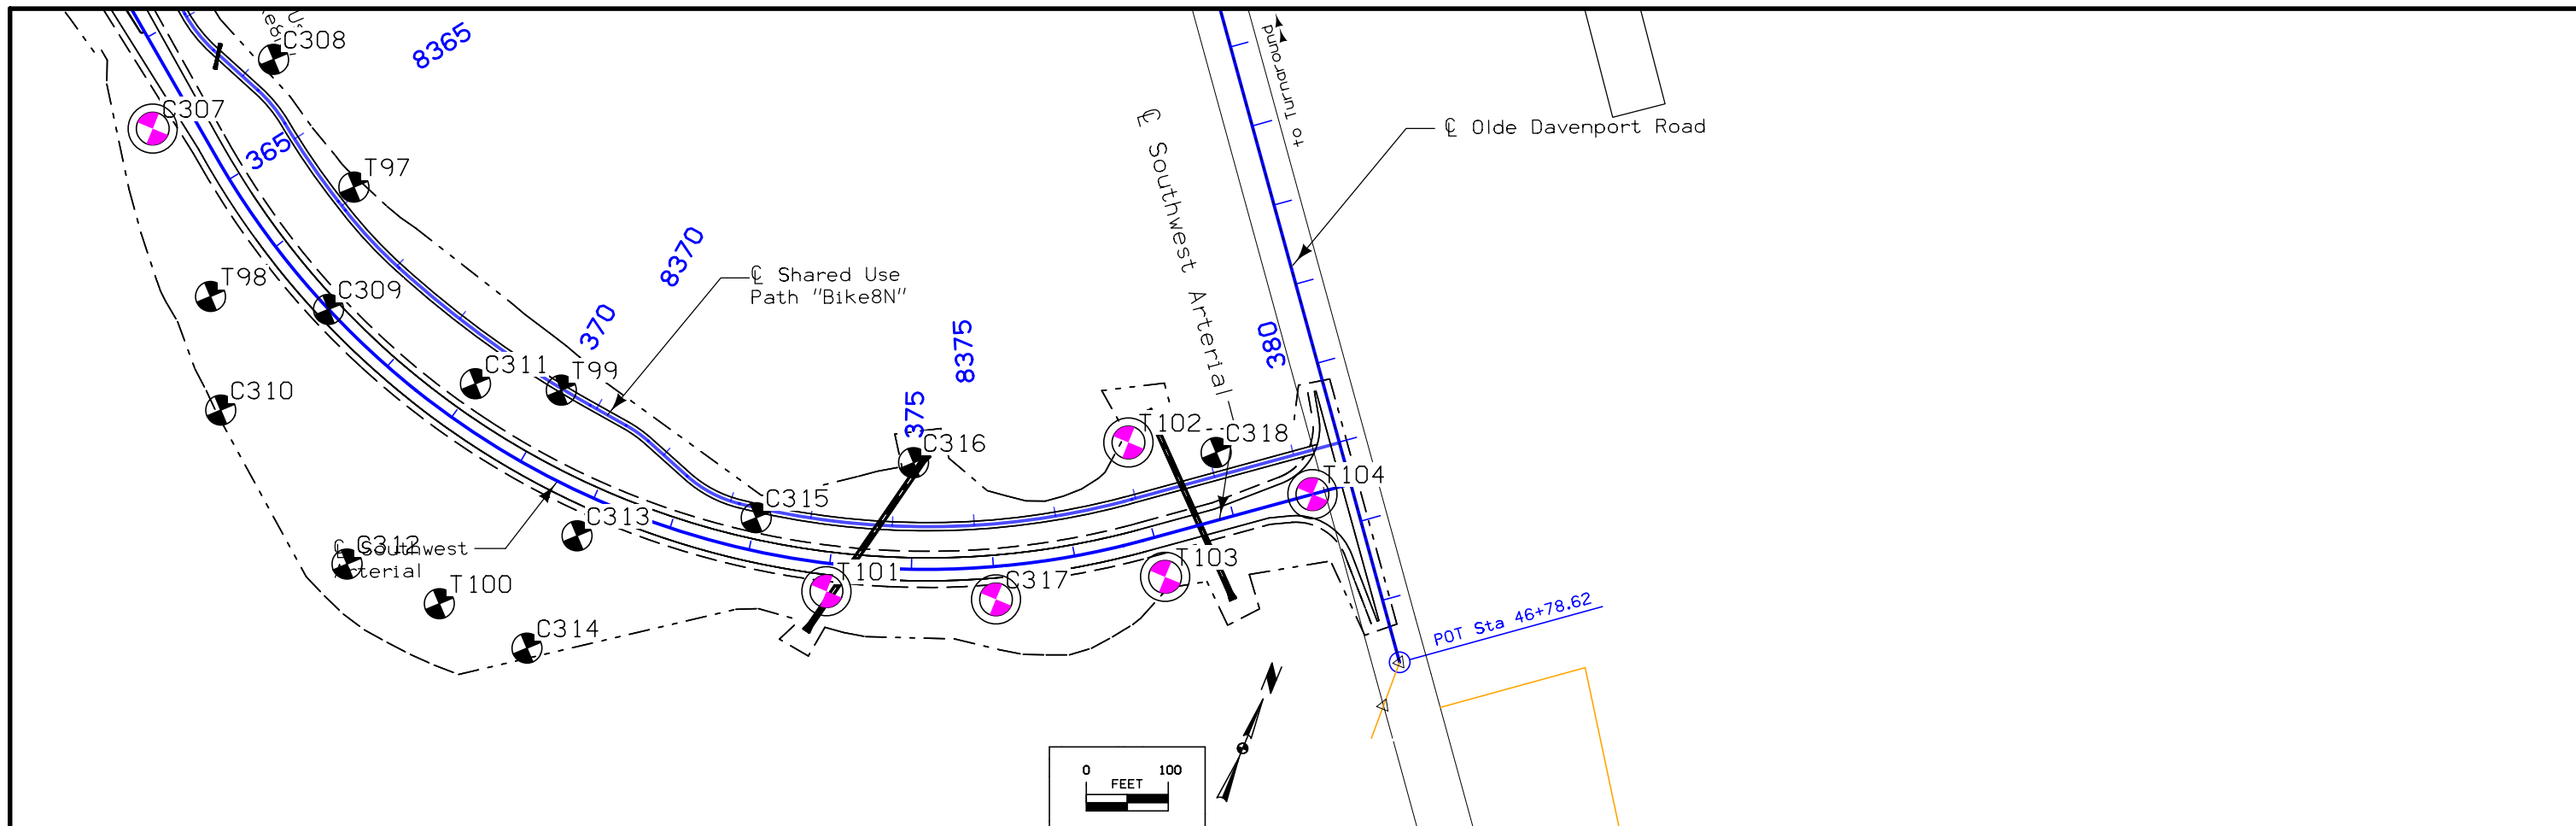 C308
8365
To Turnaround
C307
℄ Olde Davenport Road
365
℄ Southwest Arterial
T97
8370
℄ Shared Use
Path "Bike8N"
T98
C309
370
8375
380
C311
T99
C310
375
T102
C316
C318
T104
C315
C313
℄ Southwest
Arterial
C312
T103
T101
C317
T100
C314
POT Sta 46+78.62
0 100
FEET